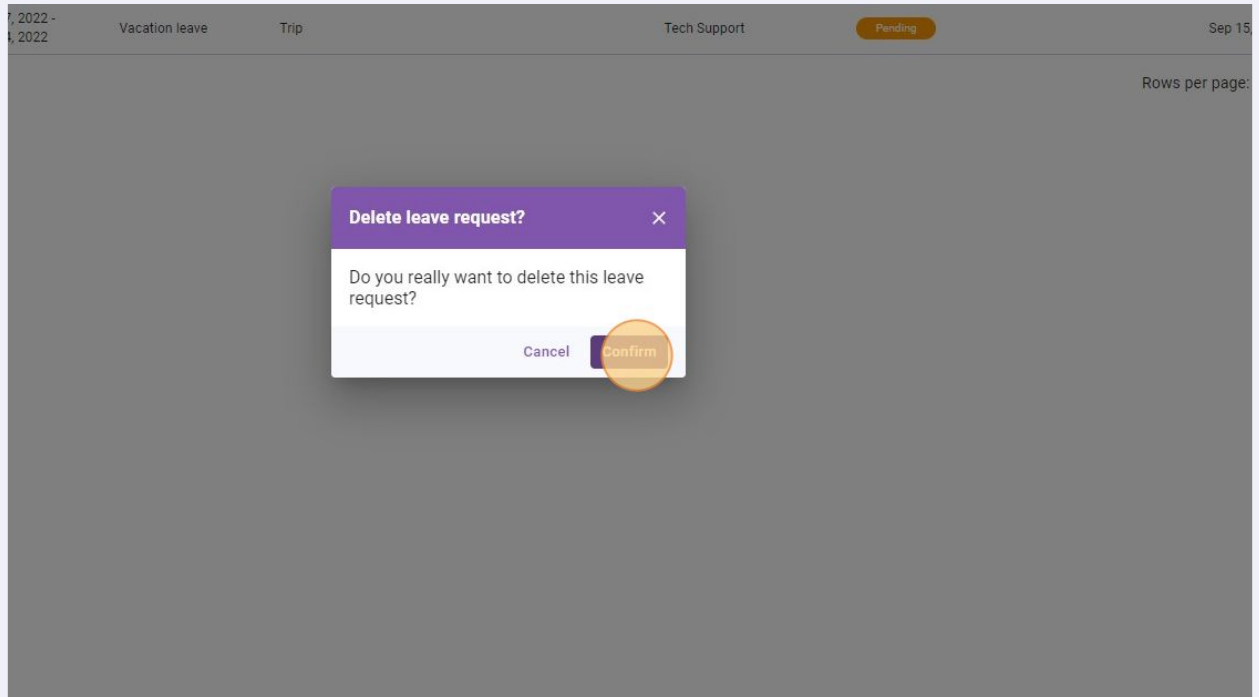 7, 2022 -
4, 2022
Vacation leave
Trip
Tech Support
Pending
Sep 15,
Rows per page:
Delete leave request?
Do you really want to delete this leave
request?
Cancel
Confirm